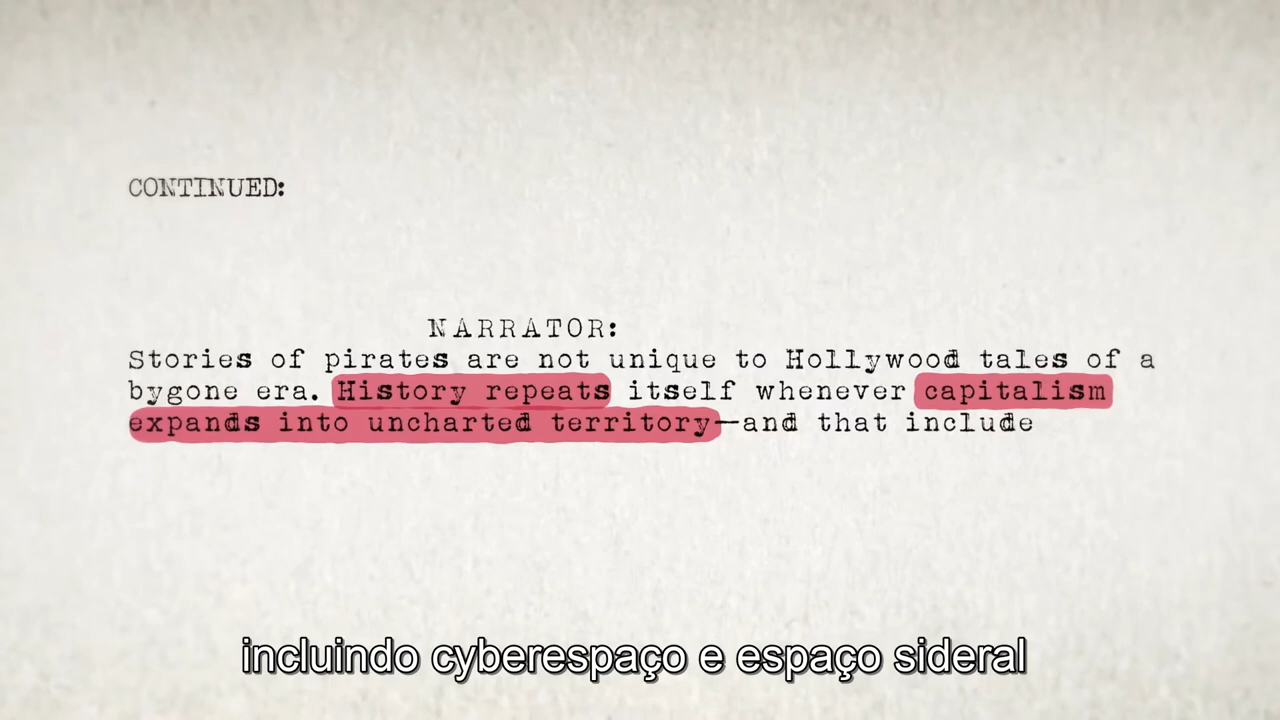 CONTINUED:
NARRATOR:
Stories of pirates are not unique to Hollywood tales of a
bygone era. History repeats itself whenever capitalism
expands into uncharted territory—and that include
incluindo cyberespaço e espaço sideral